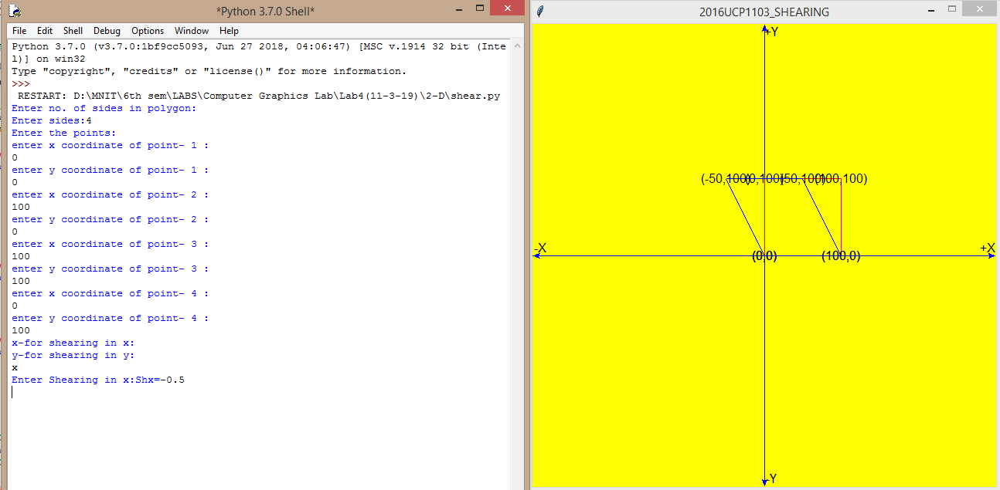 *Python 3.7.0 Shell*
File Edit Shell Debug Options Window Help
Python 3.7.0 (v3.7.0:1bf9cc5093, Jun 27 2018, 04:06:47) [MSC v.1914 32 bit (Inte
l)] on win32
Type "copyright", "credits" or "license()" for more information.
>>>
RESTART: D:\MNIT\6th sem\LABS\Computer Graphics Lab\Lab4(11-3-19)\2-D\shear.py
Enter no. of sides in polygon:
Enter sides:4
Enter the points:
enter x coordinate of point- 1 :
0
enter y coordinate of point- 1 :
0
enter x coordinate of point- 2 :
100
enter y coordinate of point- 2 :
0
enter x coordinate of point- 3 :
100
enter y coordinate of point- 3 :
100
enter x coordinate of point- 4 :
0
enter y coordinate of point- 4 :
100
x-for shearing in x:
y-for shearing in y:
x
Enter Shearing in x:Shx=-0.5
2016UCP1103_SHEARING
+Y
(-50,100) (0,100) (50,100) (100,100)
-X +X
(0,0) (100,0)
-Y